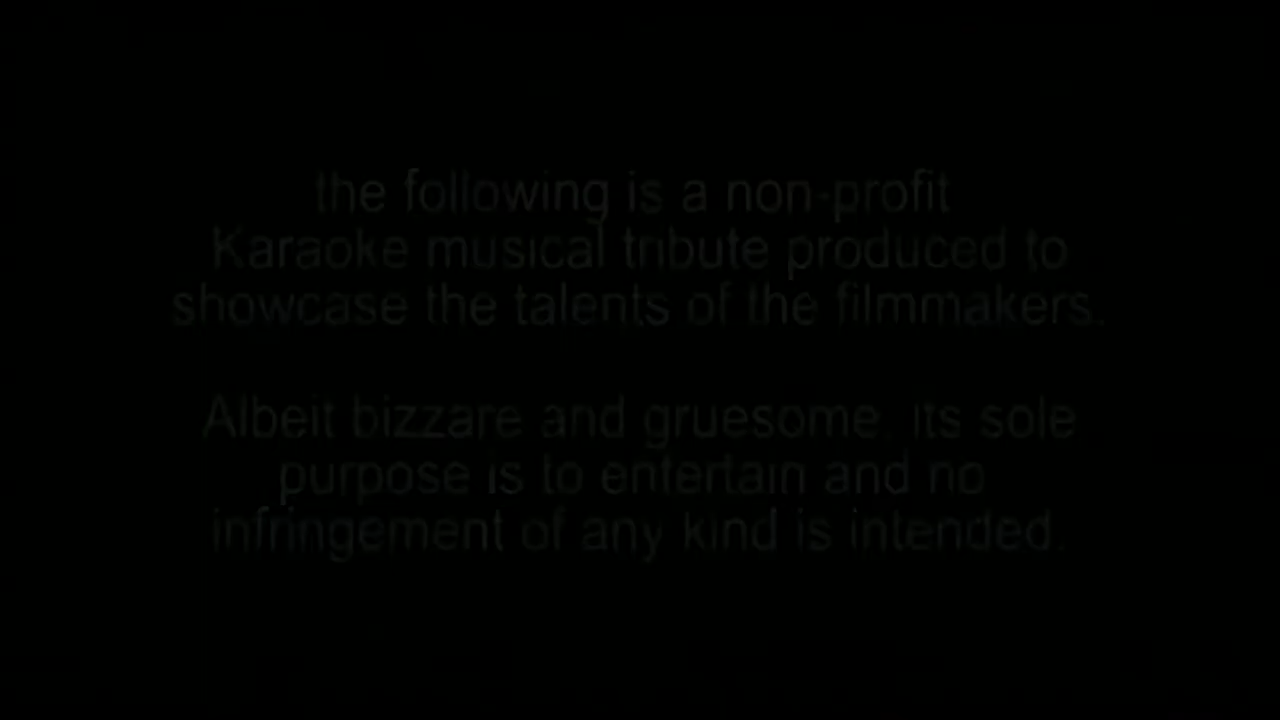 the following is a non-profit
Karaoke musical tribute produced to
showcase the talents of the filmmakers.
Albeit bizzare and gruesome. Its sole
purpose is to entertain and no
infringement of any kind is intended.